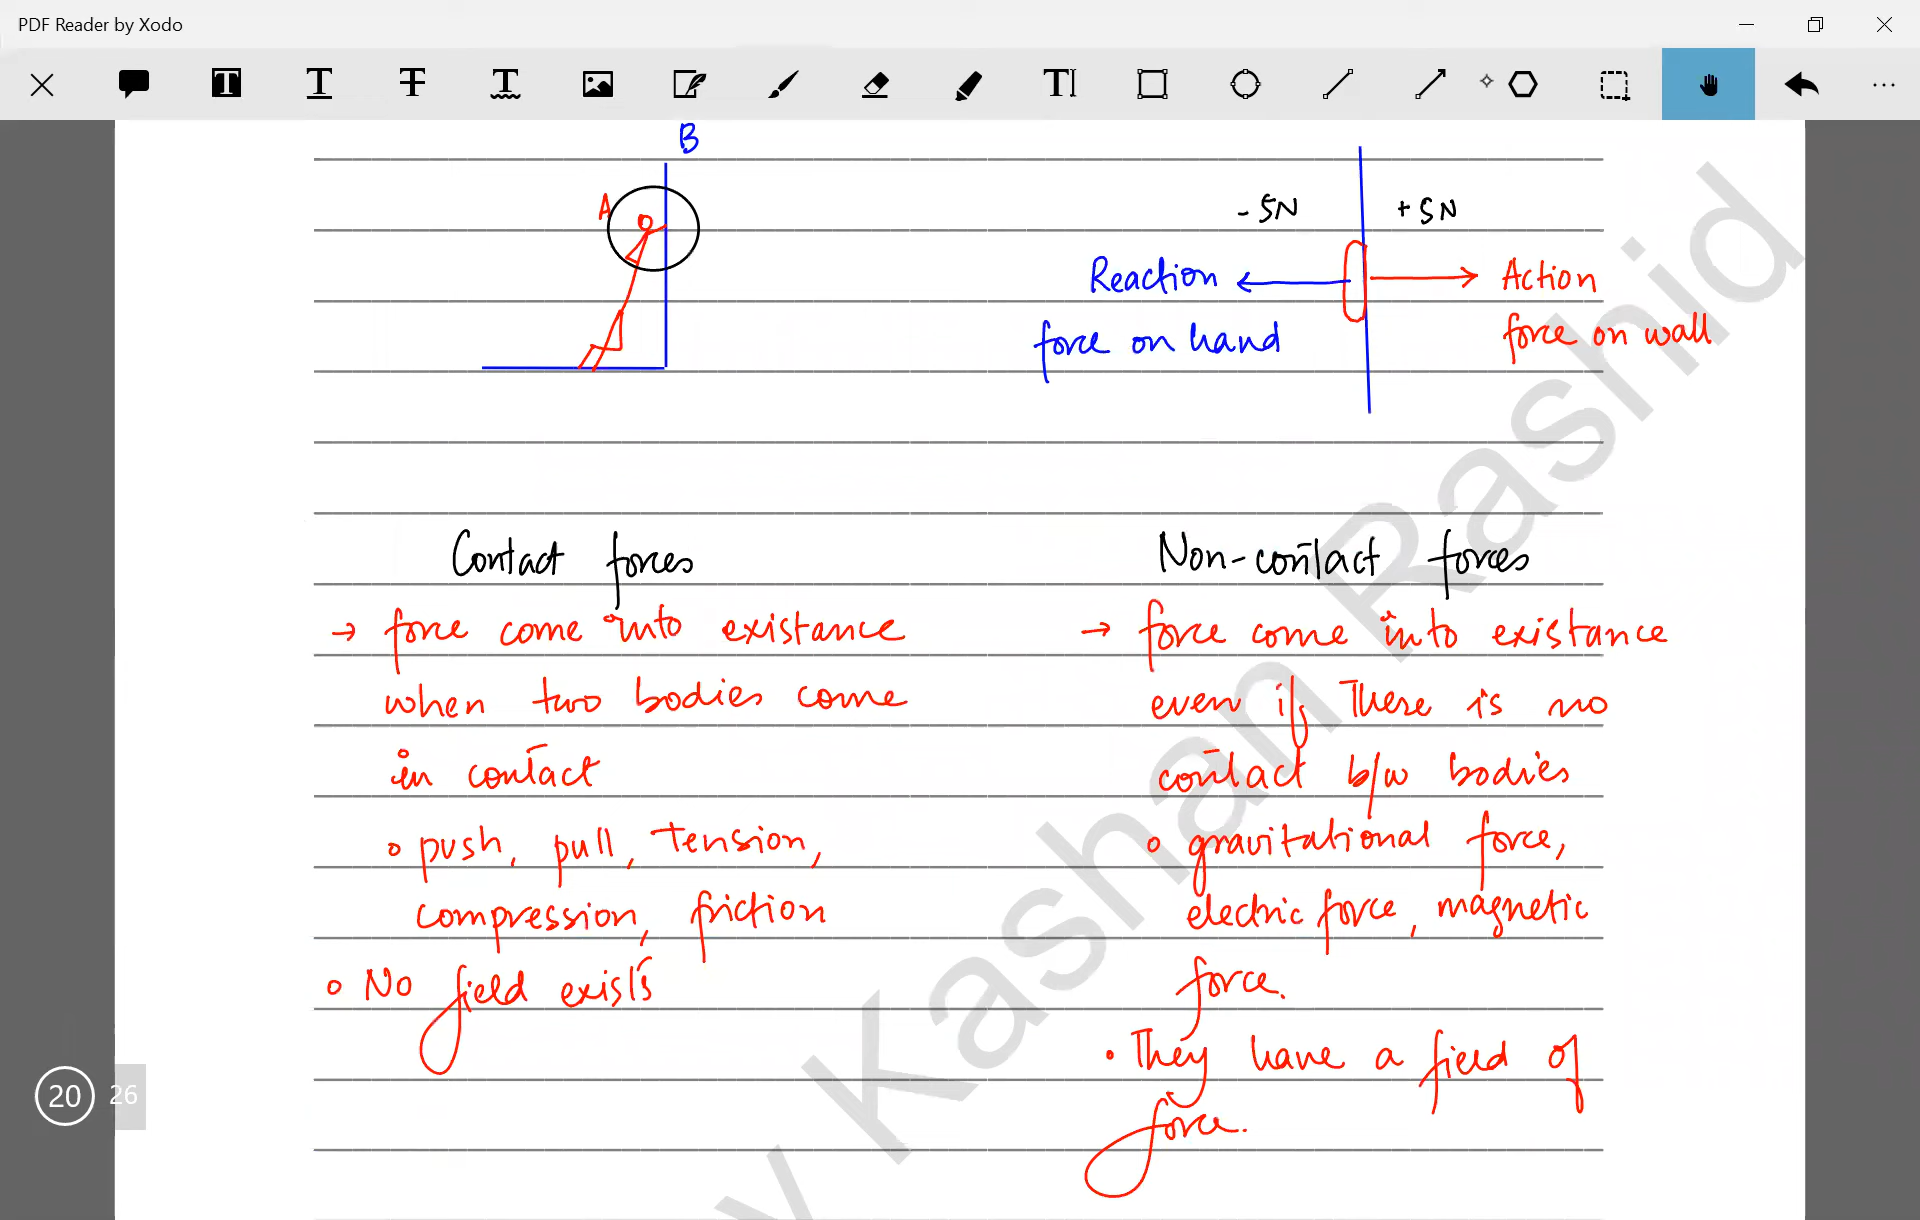 PDF Reader by Xodo
B
A
- 5N
+ 5N
Reaction
Action
force on hand
force on wall
Contact forces
→ force come into existance
when two bodies come
in contact
• push, pull, tension,
compression, friction
• No field exists
Non-contact forces
→ force come into existance
even if There is no
contact b/w bodies
• gravitational force,
electric force, magnetic
force.
• They have a field of
force.
20
26
y Kashan Rashid